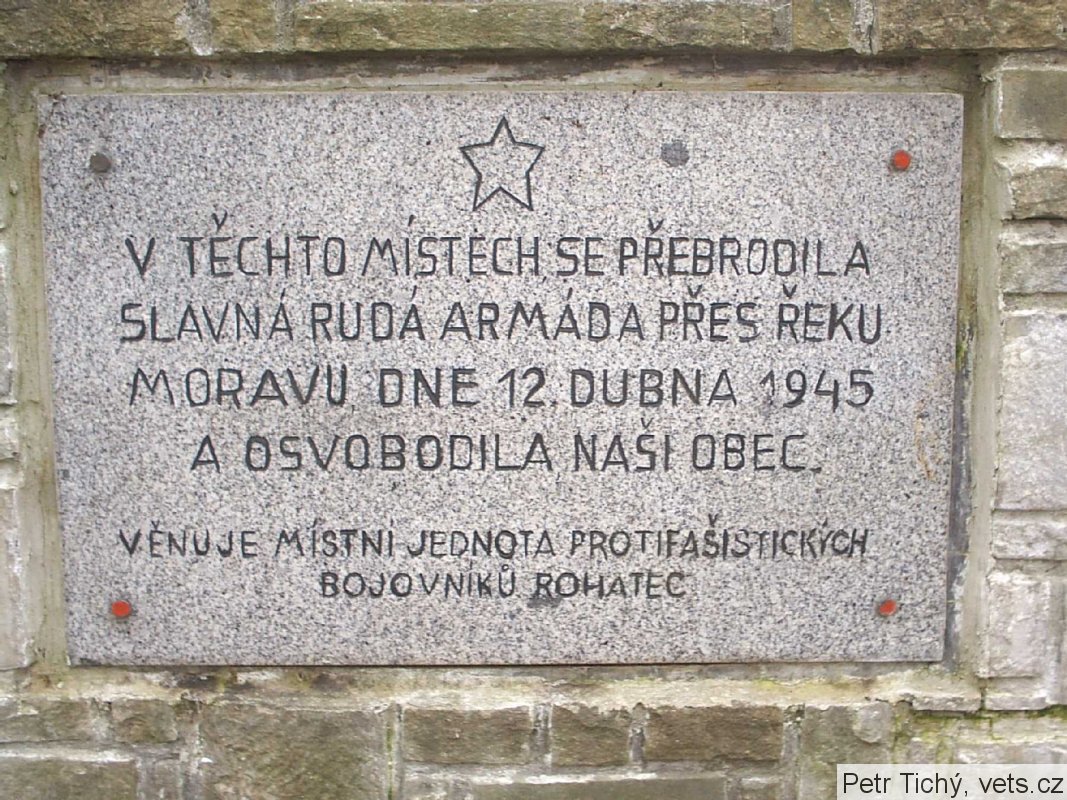 V TĚCHTO MÍSTECH SE PŘEBRODILA
SLAVNÁ RUDÁ ARMÁDA PŘES ŘEKU
MORAVU DNE 12. DUBNA 1945
A OSVOBODILA NAŠI OBEC.
VĚNUJE MÍSTNÍ JEDNOTA PROTIFAŠISTICKÝCH
BOJOVNÍKŮ ROHATEC
Petr Tichý, vets.cz